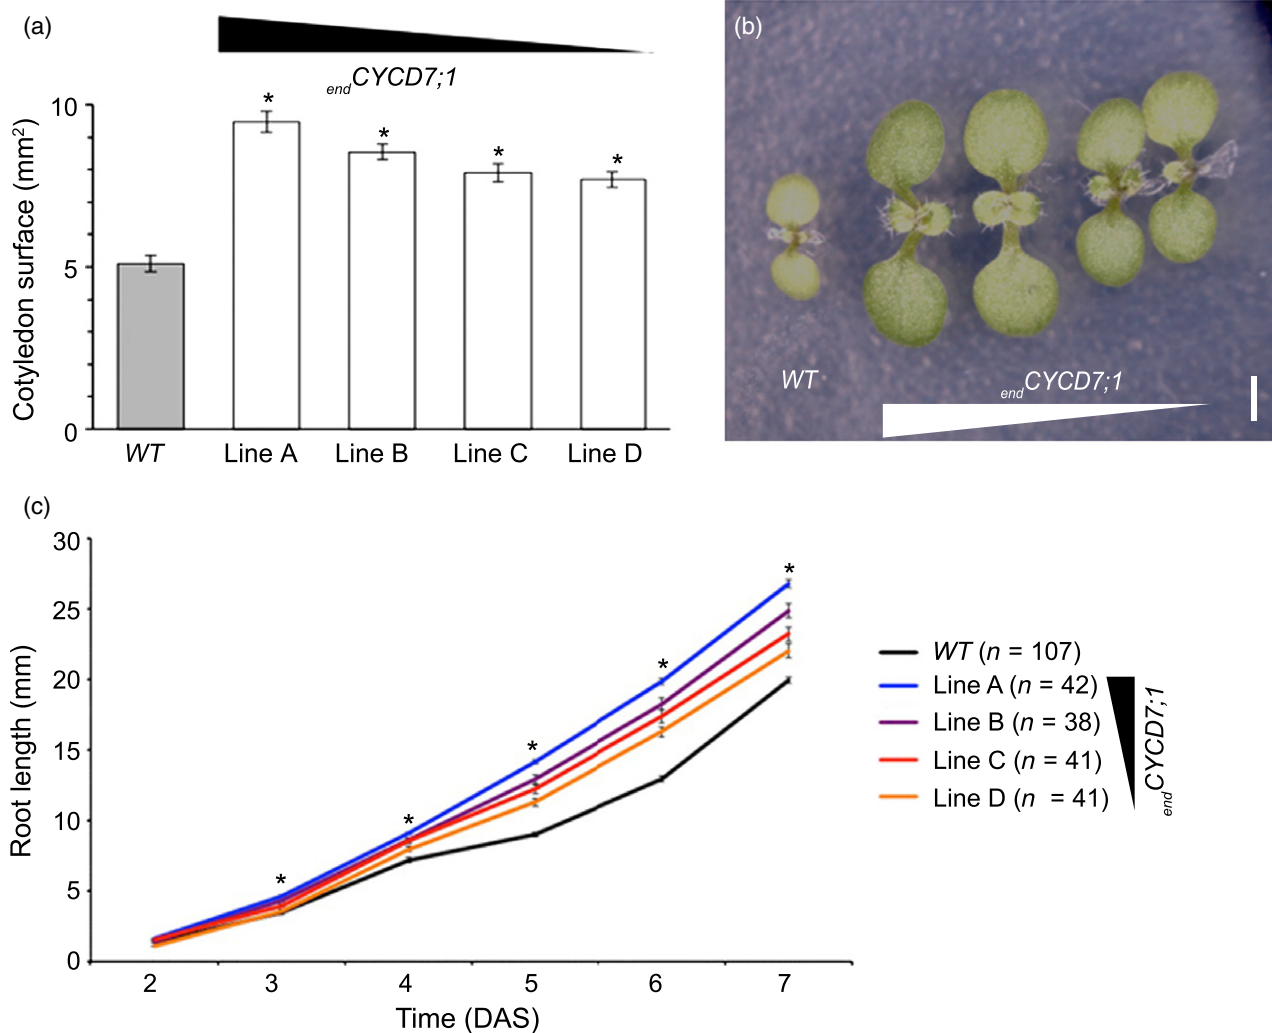 (a)
endCYCD7;1
* * * *
Cotyledon surface (mm²)
10
5
0
WT Line A Line B Line C Line D
(b)
WT
endCYCD7;1
(c)
Root length (mm)
30
25
20
15
10
5
0
* * * * *
2 3 4 5 6 7
Time (DAS)
WT (n = 107)
Line A (n = 42)
Line B (n = 38)
Line C (n = 41)
Line D (n = 41)
endCYCD7;1